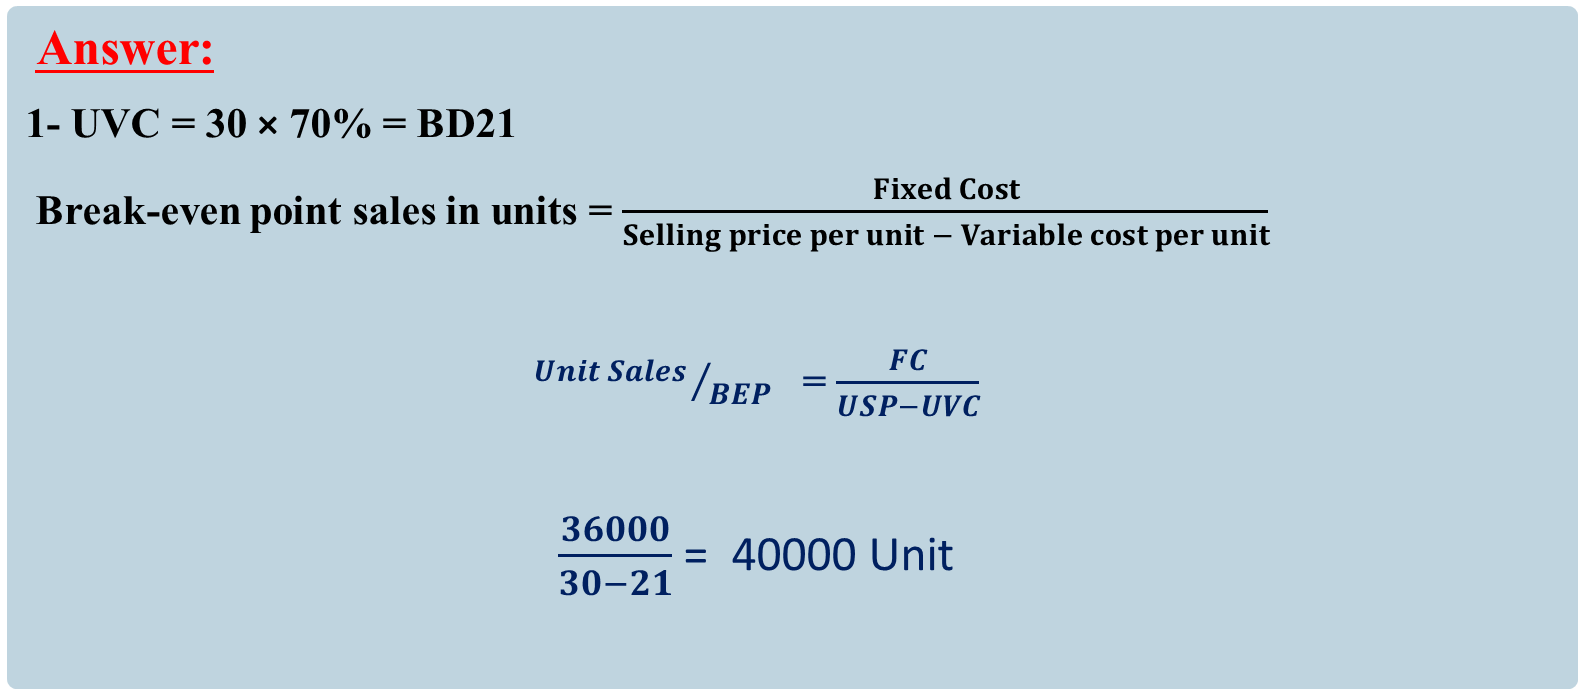 Answer:
1- UVC = 30 × 70% = BD21
Break-even point sales in units = Fixed Cost / Selling price per unit − Variable cost per unit
Unit Sales/BEP = FC / USP−UVC
36000 / 30−21 = 40000 Unit